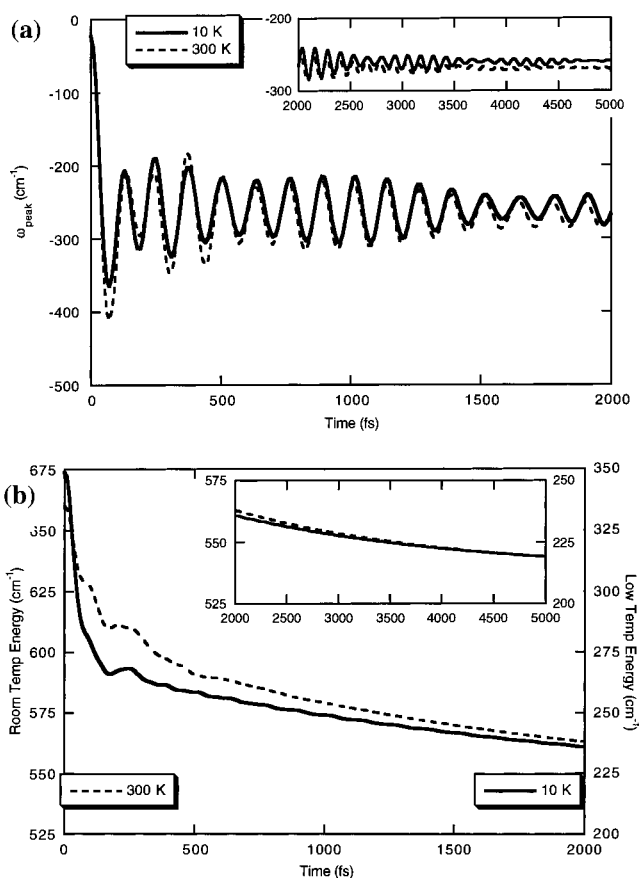 (a)
0
-100
-200
-300
-400
-500
ω_peak (cm⁻¹)
10 K
300 K
-200
-300
2000 2500 3000 3500 4000 4500 5000
0 500 1000 1500 2000
Time (fs)
(b)
675
650
625
600
575
550
525
Room Temp Energy (cm⁻¹)
575
550
525
250
225
200
2000 2500 3000 3500 4000 4500 5000
350
325
300
275
250
225
200
Low Temp Energy (cm⁻¹)
300 K
10 K
0 500 1000 1500 2000
Time (fs)